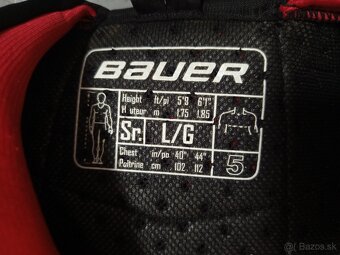 BAUER
Height ft/pi 5'9 6'1"
Hauteur m 1.75 1.85
Sr. L/G
5
Chest in/po 40" 44"
Poitrine cm 102 112
© Bazos.sk